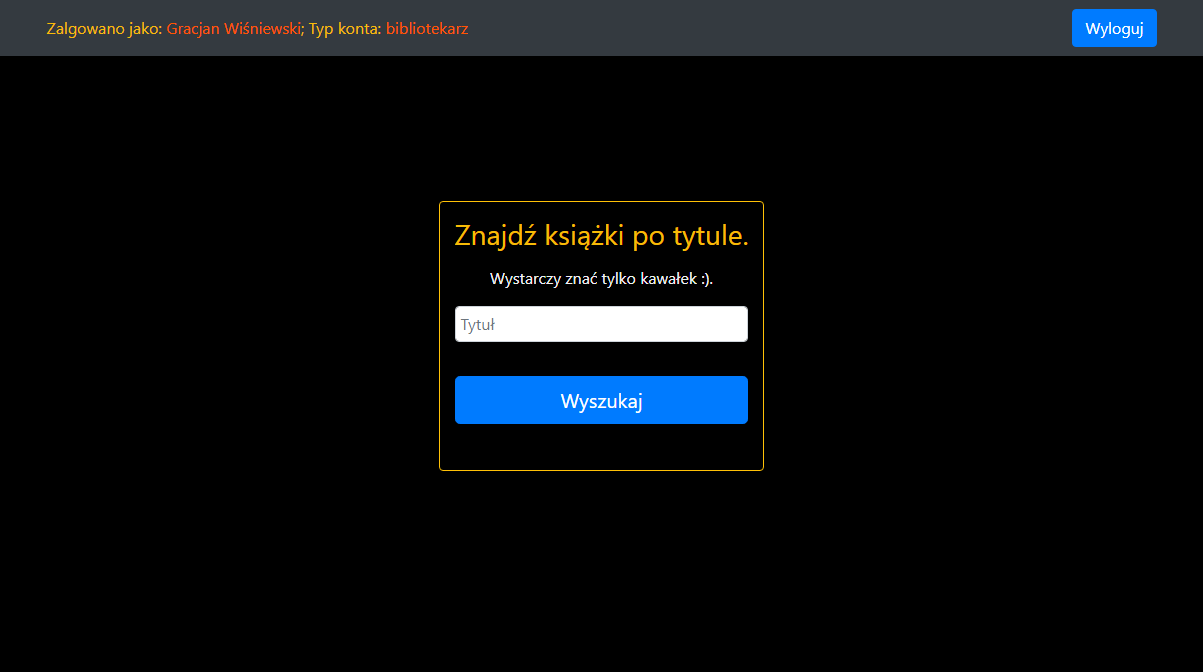 Zalgowano jako: Gracjan Wiśniewski; Typ konta: bibliotekarz
Wyloguj
Znajdź książki po tytule.
Wystarczy znać tylko kawałek :).
Tytuł
Wyszukaj